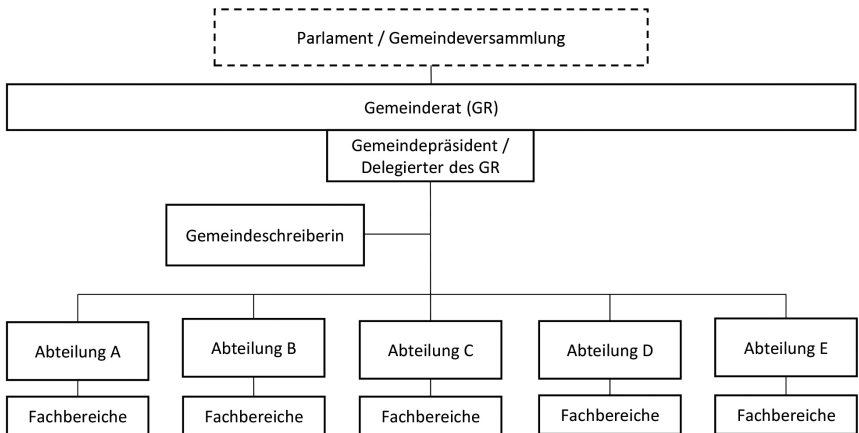 Parlament / Gemeindeversammlung
Gemeinderat (GR)
Gemeindepräsident /
Delegierter des GR
Gemeindeschreiberin
Abteilung A
Abteilung B
Abteilung C
Abteilung D
Abteilung E
Fachbereiche
Fachbereiche
Fachbereiche
Fachbereiche
Fachbereiche